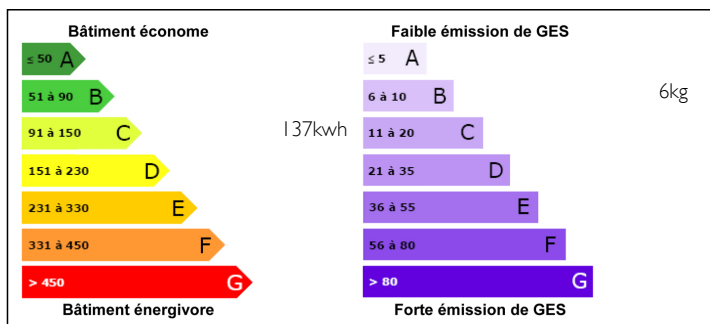 Bâtiment économe
≤ 50 A
51 à 90 B
91 à 150 C
151 à 230 D
231 à 330 E
331 à 450 F
> 450 G
Bâtiment énergivore
137kwh
Faible émission de GES
≤ 5 A
6 à 10 B
11 à 20 C
21 à 35 D
36 à 55 E
56 à 80 F
> 80 G
Forte émission de GES
6kg